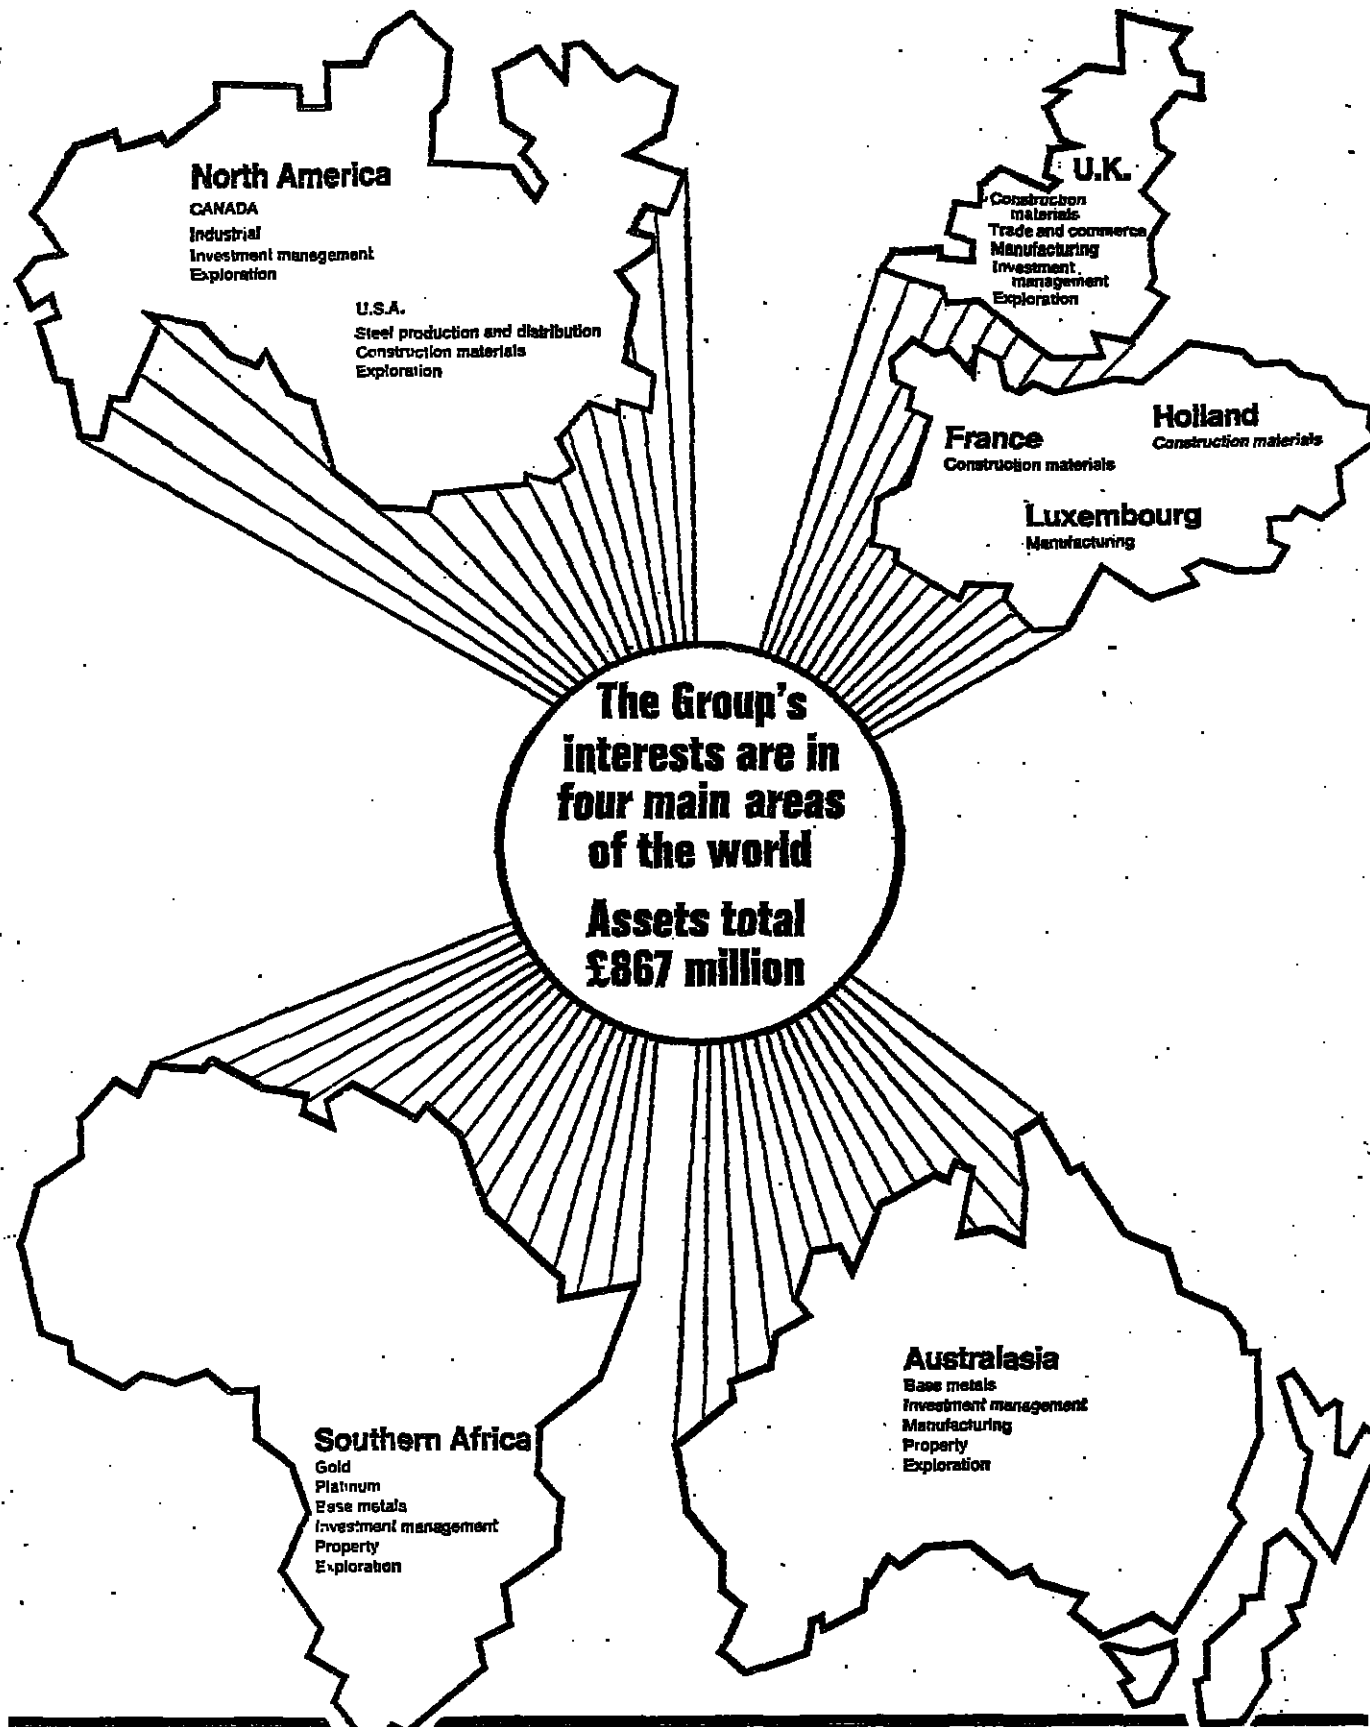 North America
CANADA
Industrial
Investment management
Exploration
U.S.A.
Steel production and distribution
Construction materials
Exploration
U.K.
Construction
materials
Trade and commerce
Manufacturing
Investment
management
Exploration
France
Construction materials
Holland
Construction materials
Luxembourg
Manufacturing
The Group's
interests are in
four main areas
of the world
Assets total
£867 million
Southern Africa
Gold
Platinum
Base metals
Investment management
Property
Exploration
Australasia
Base metals
Investment management
Manufacturing
Property
Exploration